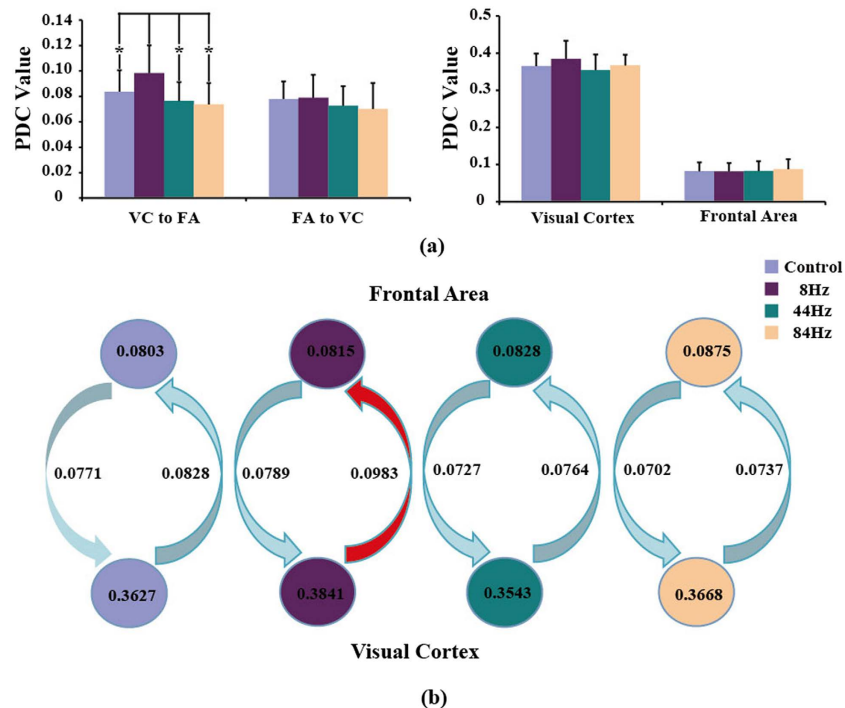 PDC Value
0.14
0.12
0.10
0.08
0.06
0.04
0.02
0
* * *
VC to FA FA to VC
PDC Value
0.5
0.4
0.3
0.2
0.1
0
Visual Cortex Frontal Area
(a)
Control
8Hz
44Hz
84Hz
Frontal Area
0.0803 0.0815 0.0828 0.0875
0.0771 0.0828 0.0789 0.0983 0.0727 0.0764 0.0702 0.0737
0.3627 0.3841 0.3543 0.3668
Visual Cortex
(b)